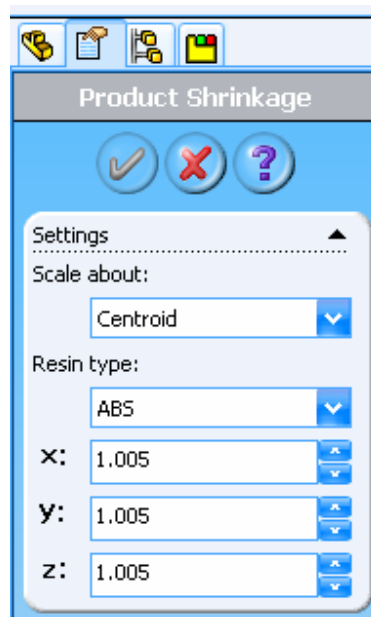 Product Shrinkage
?
Settings
Scale about:
Centroid
Resin type:
ABS
x: 1.005
y: 1.005
z: 1.005